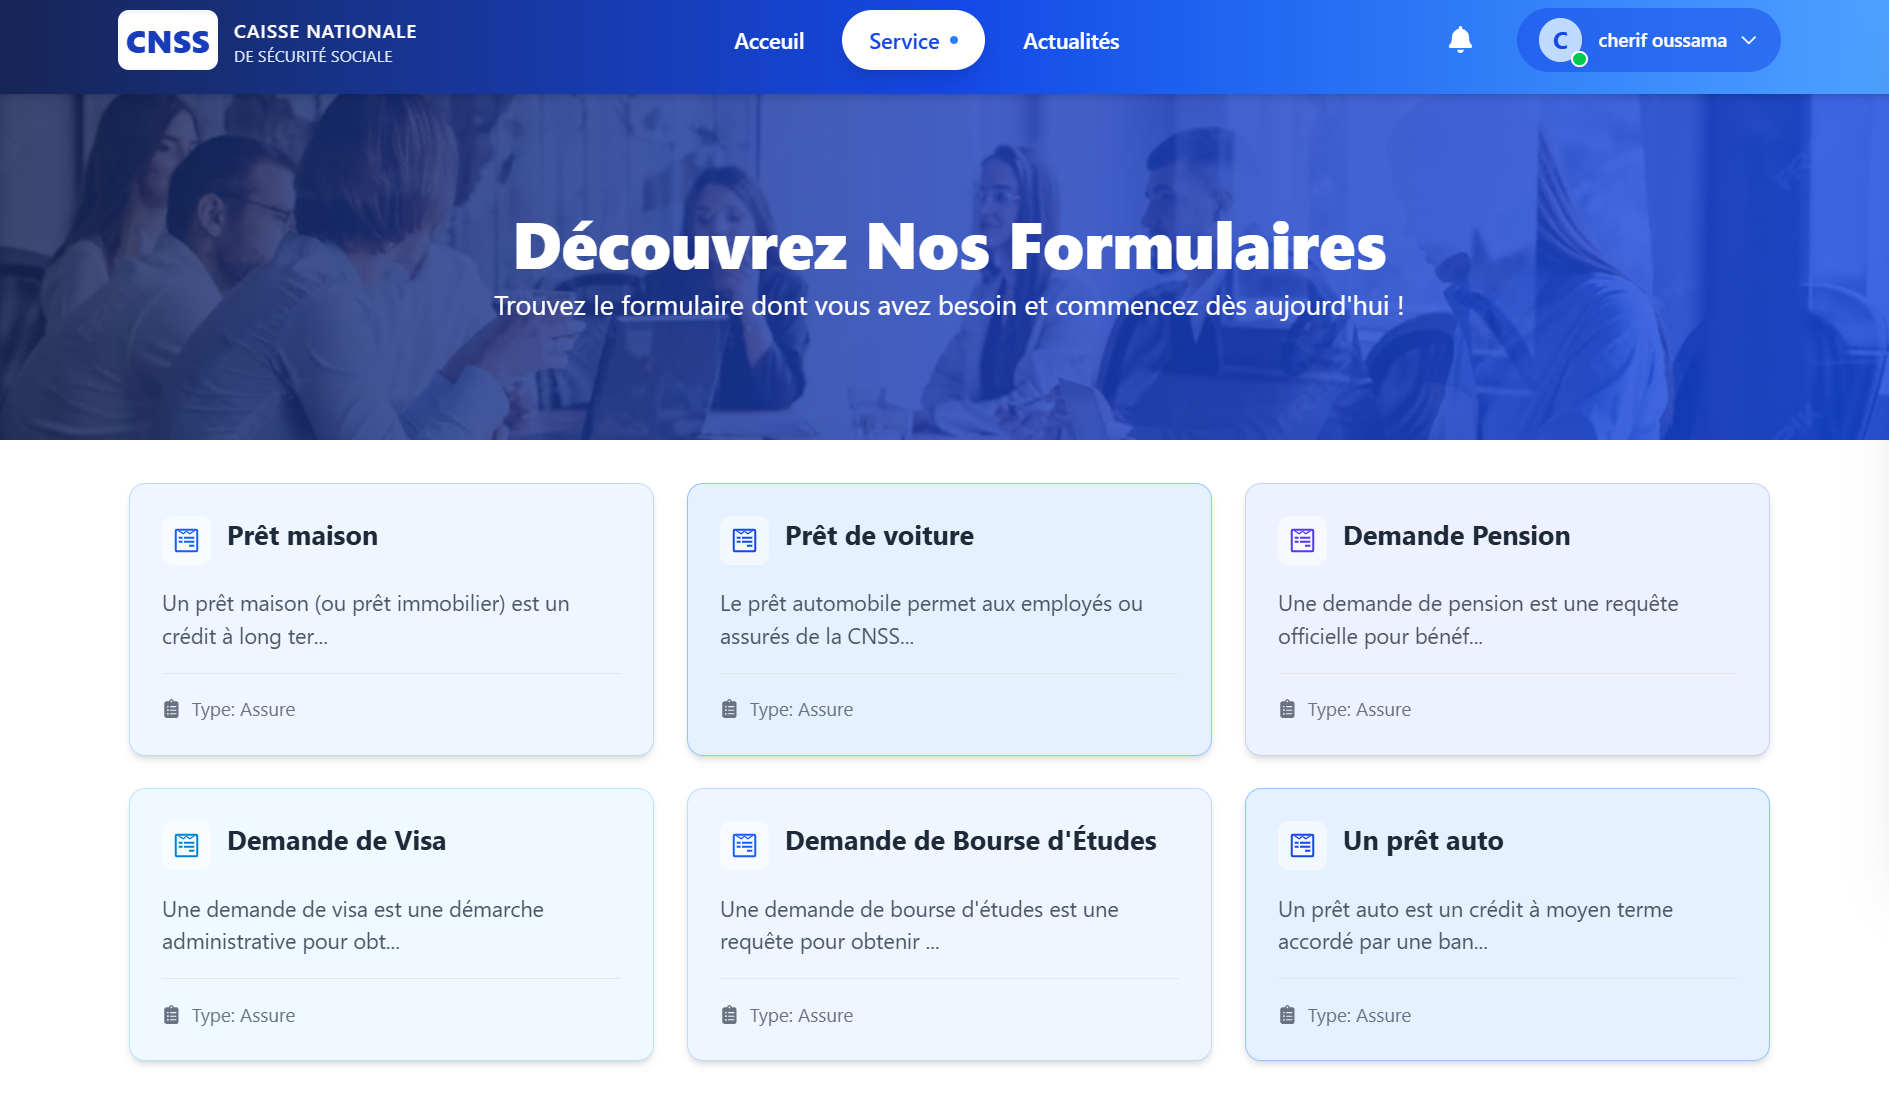 CNSS
CAISSE NATIONALE
DE SÉCURITÉ SOCIALE
Acceuil
Service
Actualités
C
cherif oussama
Découvrez Nos Formulaires
Trouvez le formulaire dont vous avez besoin et commencez dès aujourd'hui !
Prêt maison
Un prêt maison (ou prêt immobilier) est un
crédit à long ter...
Type: Assure
Prêt de voiture
Le prêt automobile permet aux employés ou
assurés de la CNSS...
Type: Assure
Demande Pension
Une demande de pension est une requête
officielle pour bénéf...
Type: Assure
Demande de Visa
Une demande de visa est une démarche
administrative pour obt...
Type: Assure
Demande de Bourse d'Études
Une demande de bourse d'études est une
requête pour obtenir ...
Type: Assure
Un prêt auto
Un prêt auto est un crédit à moyen terme
accordé par une ban...
Type: Assure